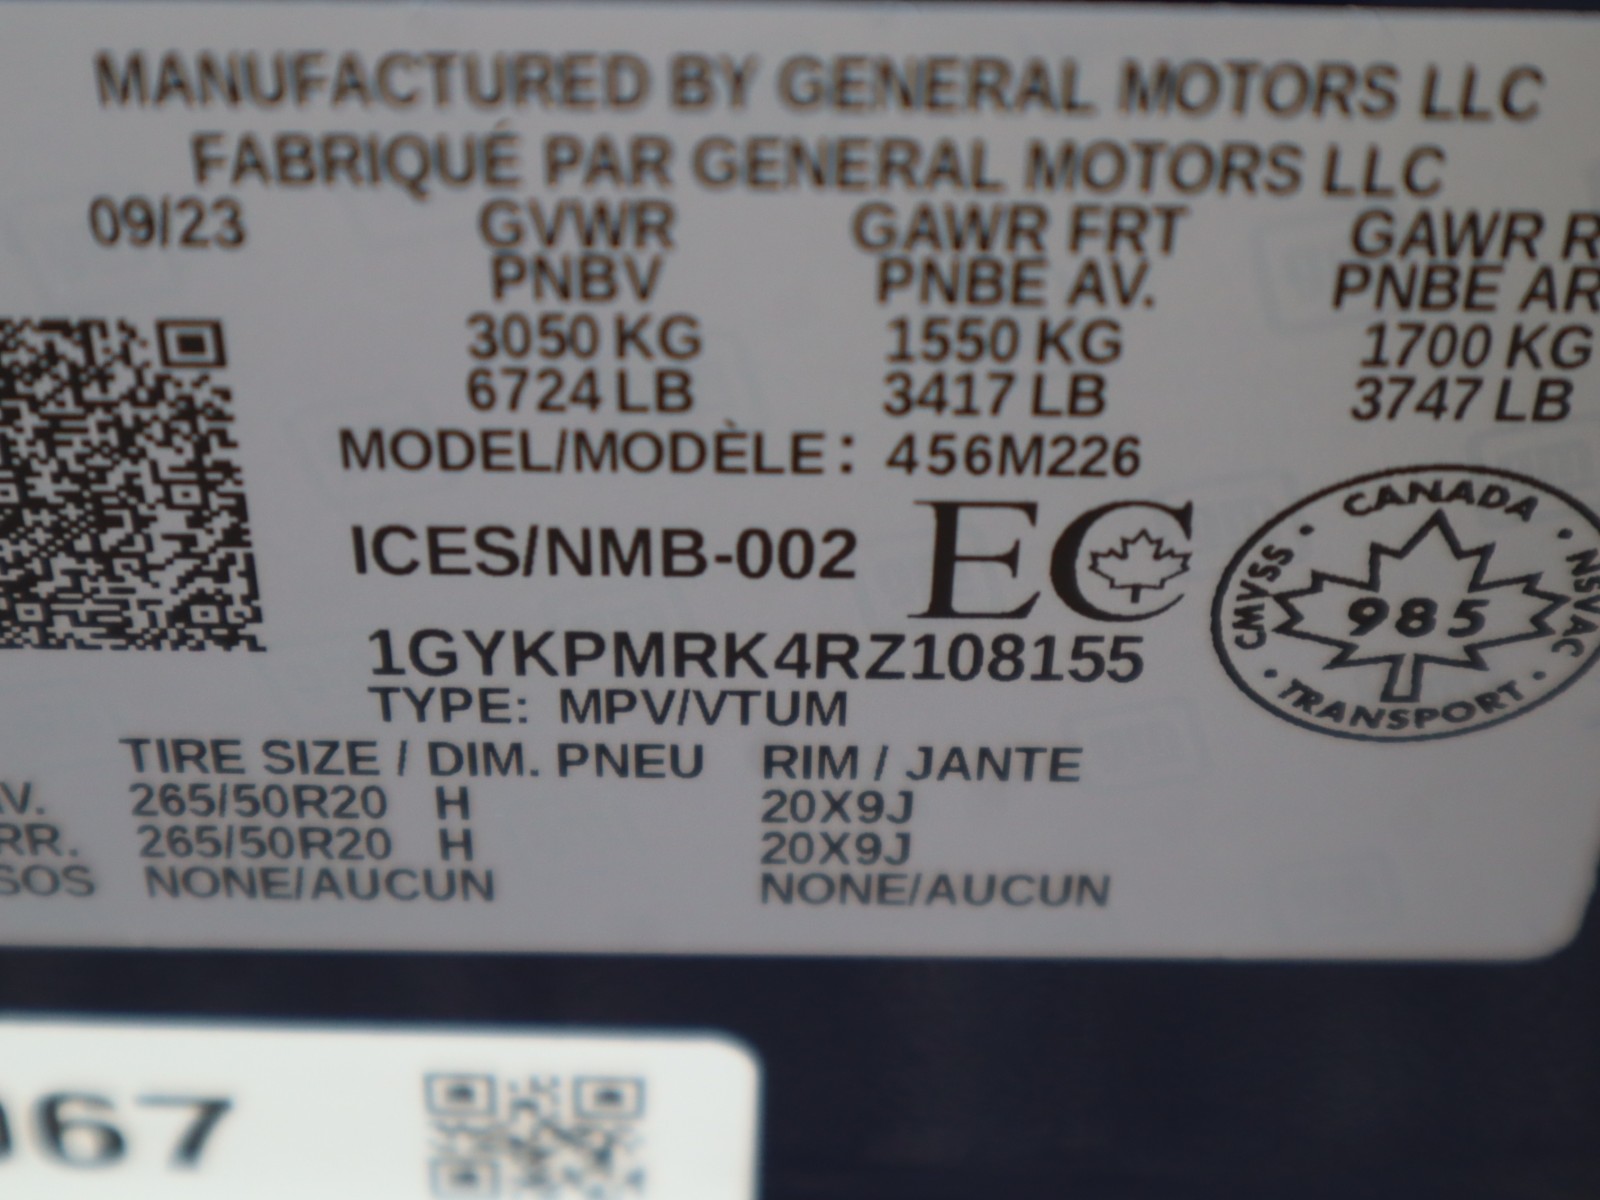 MANUFACTURED BY GENERAL MOTORS LLC
FABRIQUÉ PAR GENERAL MOTORS LLC
09/23 GVWR GAWR FRT GAWR R
PNBV PNBE AV. PNBE AR
3050 KG 1550 KG 1700 KG
6724 LB 3417 LB 3747 LB
MODEL/MODÈLE: 456M226
ICES/NMB-002 EC
CANADA
CMVSS 985 NSVAC
TRANSPORT
1GYKPMRK4RZ108155
TYPE: MPV/VTUM
TIRE SIZE / DIM. PNEU RIM / JANTE
AV. 265/50R20 H 20X9J
RR. 265/50R20 H 20X9J
SOS NONE/AUCUN NONE/AUCUN
67